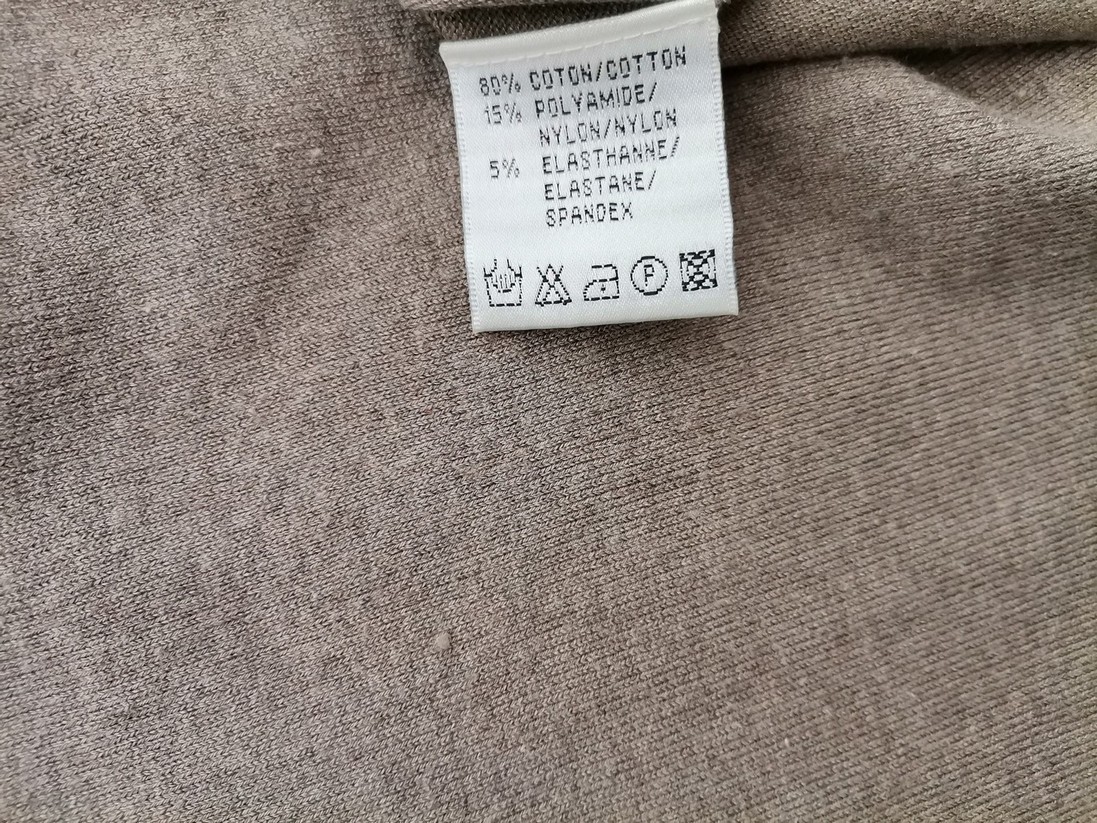 80% COTON/COTTON
15% POLYAMIDE/
NYLON/NYLON
5% ELASTHANNE/
ELASTANE/
SPANDEX
P